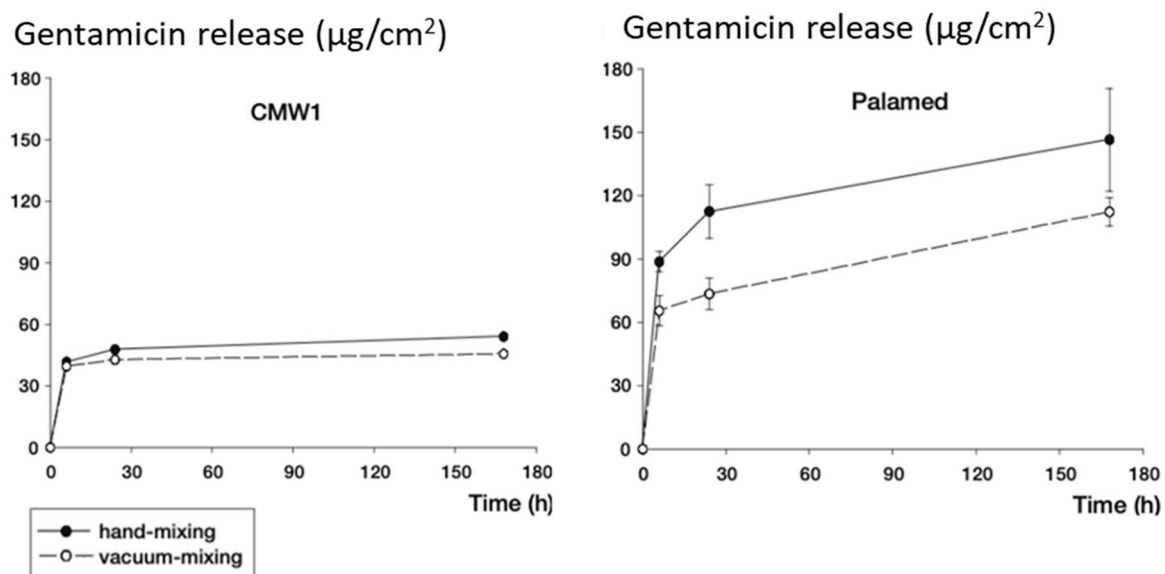 Gentamicin release (µg/cm²)
180
150
120
90
60
30
0
CMW1
0 30 60 90 120 150 180
Time (h)
hand-mixing
vacuum-mixing
Gentamicin release (µg/cm²)
180
150
120
90
60
30
0
Palamed
0 30 60 90 120 150 180
Time (h)